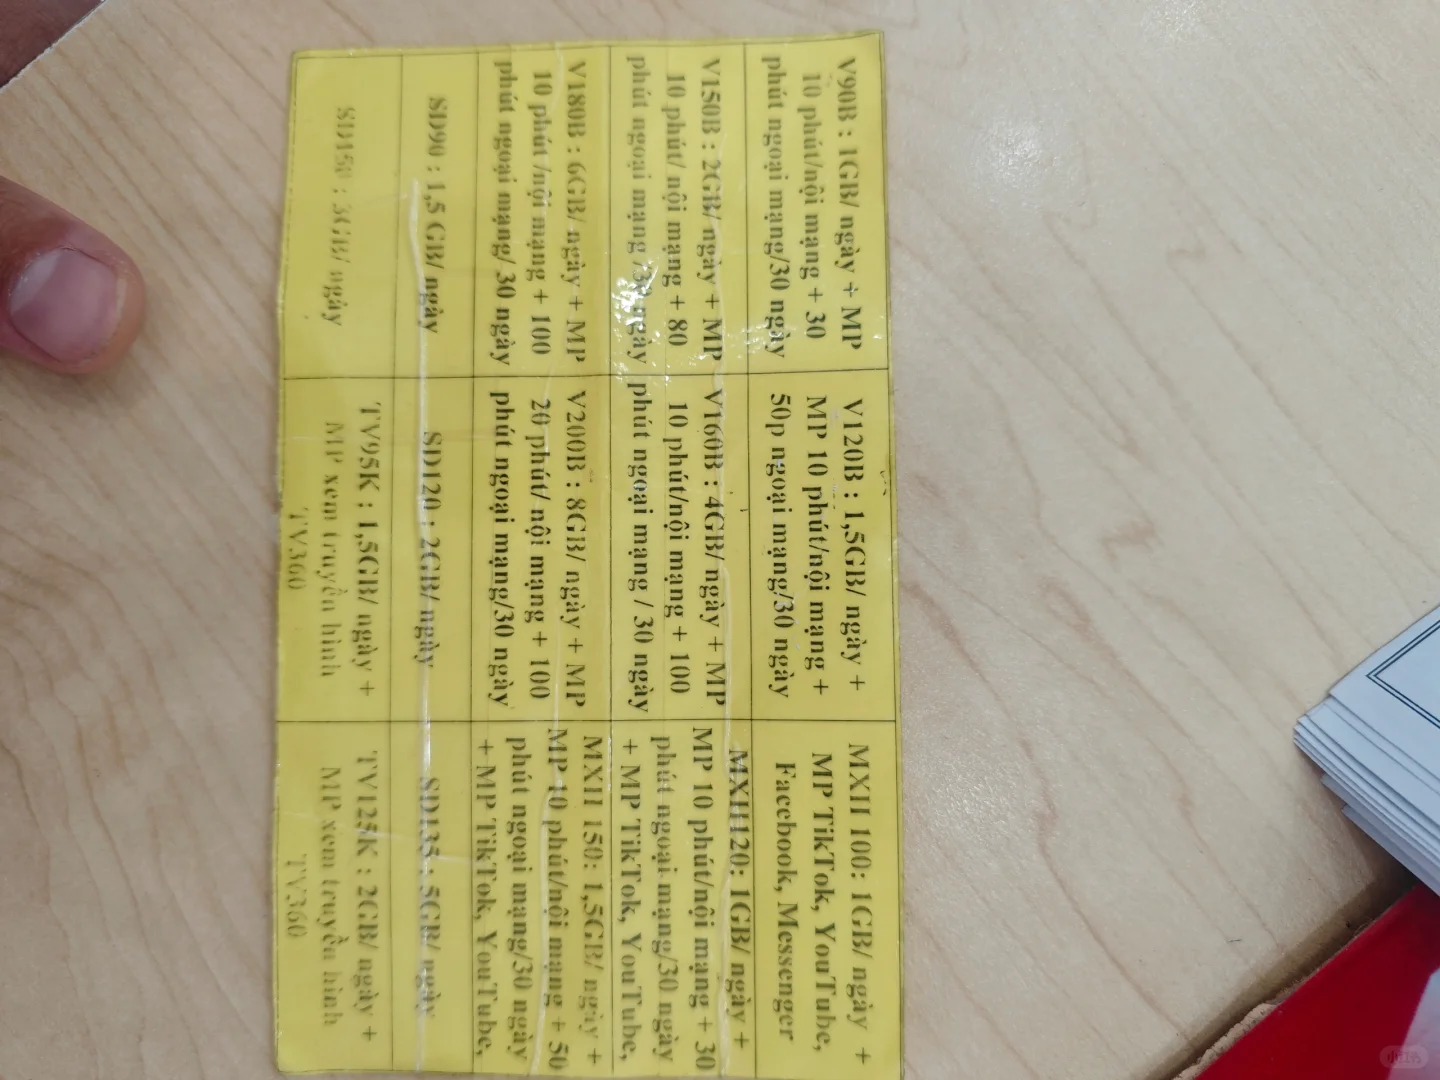 V90B : 1GB/ ngày + MP
10 phút/nội mạng + 30
phút ngoại mạng/30 ngày
V120B : 1,5GB/ ngày +
MP 10 phút/nội mạng +
50p ngoại mạng/30 ngày
MXH 100: 1GB/ ngày +
MP TikTok, YouTube,
Facebook, Messenger
V150B : 2GB/ ngày + MP
10 phút/ nội mạng + 80
phút ngoại mạng /30 ngày
V160B : 4GB/ ngày + MP
10 phút/nội mạng + 100
phút ngoại mạng / 30 ngày
MXH120: 1GB/ ngày +
MP 10 phút/nội mạng + 30
phút ngoại mạng/30 ngày
+ MP TikTok, YouTube,
V180B : 6GB/ ngày + MP
10 phút /nội mạng + 100
phút ngoại mạng/ 30 ngày
V200B : 8GB/ ngày + MP
20 phút/ nội mạng + 100
phút ngoại mạng/30 ngày
MXH 150: 1,5GB/ ngày +
MP 10 phút/nội mạng + 50
phút ngoại mạng/30 ngày
+ MP TikTok, YouTube,
SD90 : 1,5 GB/ ngày
SD120 : 2GB/ ngày
SD135 : 5GB/ ngày
SD150 : 3GB/ ngày
TV95K : 1,5GB/ ngày +
MP xem truyền hình
TV360
TV125K : 2GB/ ngày +
MP xem truyền hình
TV360